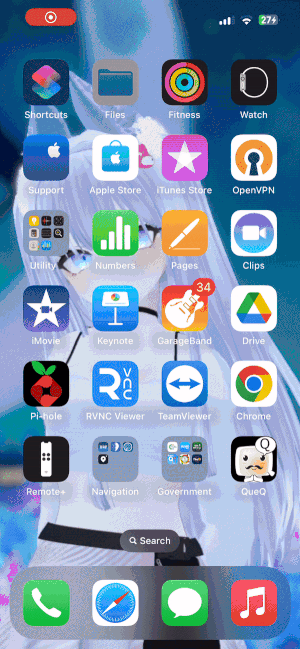 27
Shortcuts Files Fitness Watch
Support Apple Store iTunes Store OpenVPN
Utility Numbers Pages Clips
34
iMovie Keynote GarageBand Drive
RVNC
Pi-hole RVNC Viewer TeamViewer Chrome
Q
Remote+ Navigation Government QueQ
Search